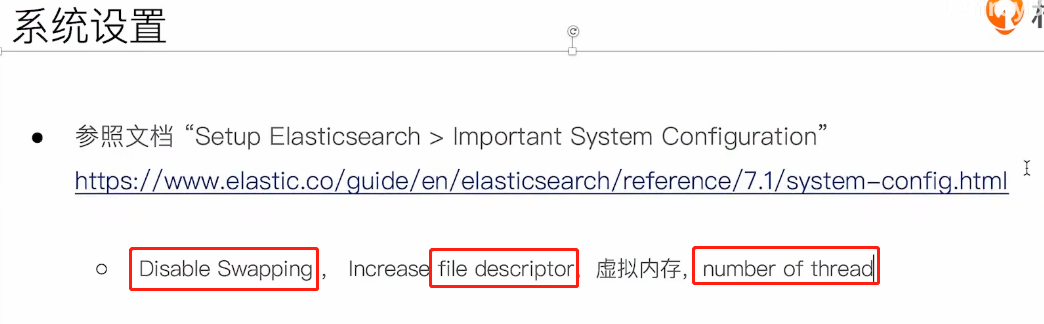 系统设置
参照文档 “Setup Elasticsearch > Important System Configuration”
https://www.elastic.co/guide/en/elasticsearch/reference/7.1/system-config.html
Disable Swapping， Increase file descriptor, 虚拟内存, number of thread